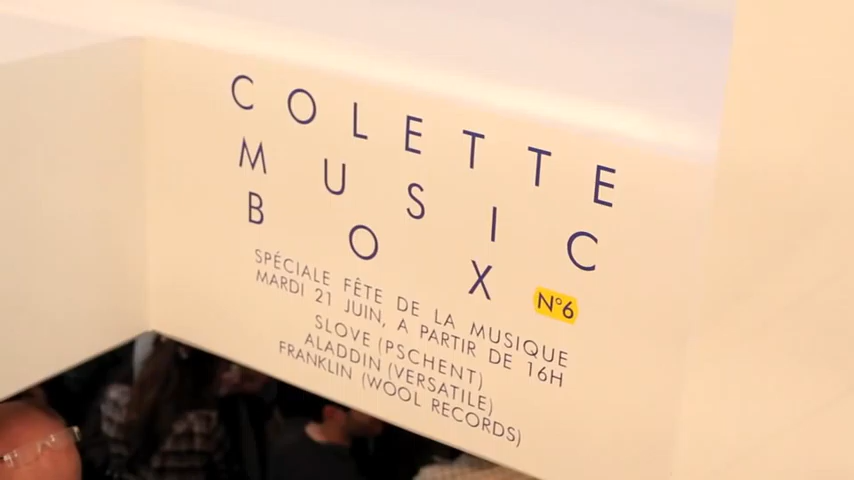 COLETTE
MUSIC
BOX N°6
SPÉCIALE FÊTE DE LA MUSIQUE
MARDI 21 JUIN, A PARTIR DE 16H
SLOVE (PSCHENT)
ALADDIN (VERSATILE)
FRANKLIN (WOOL RECORDS)